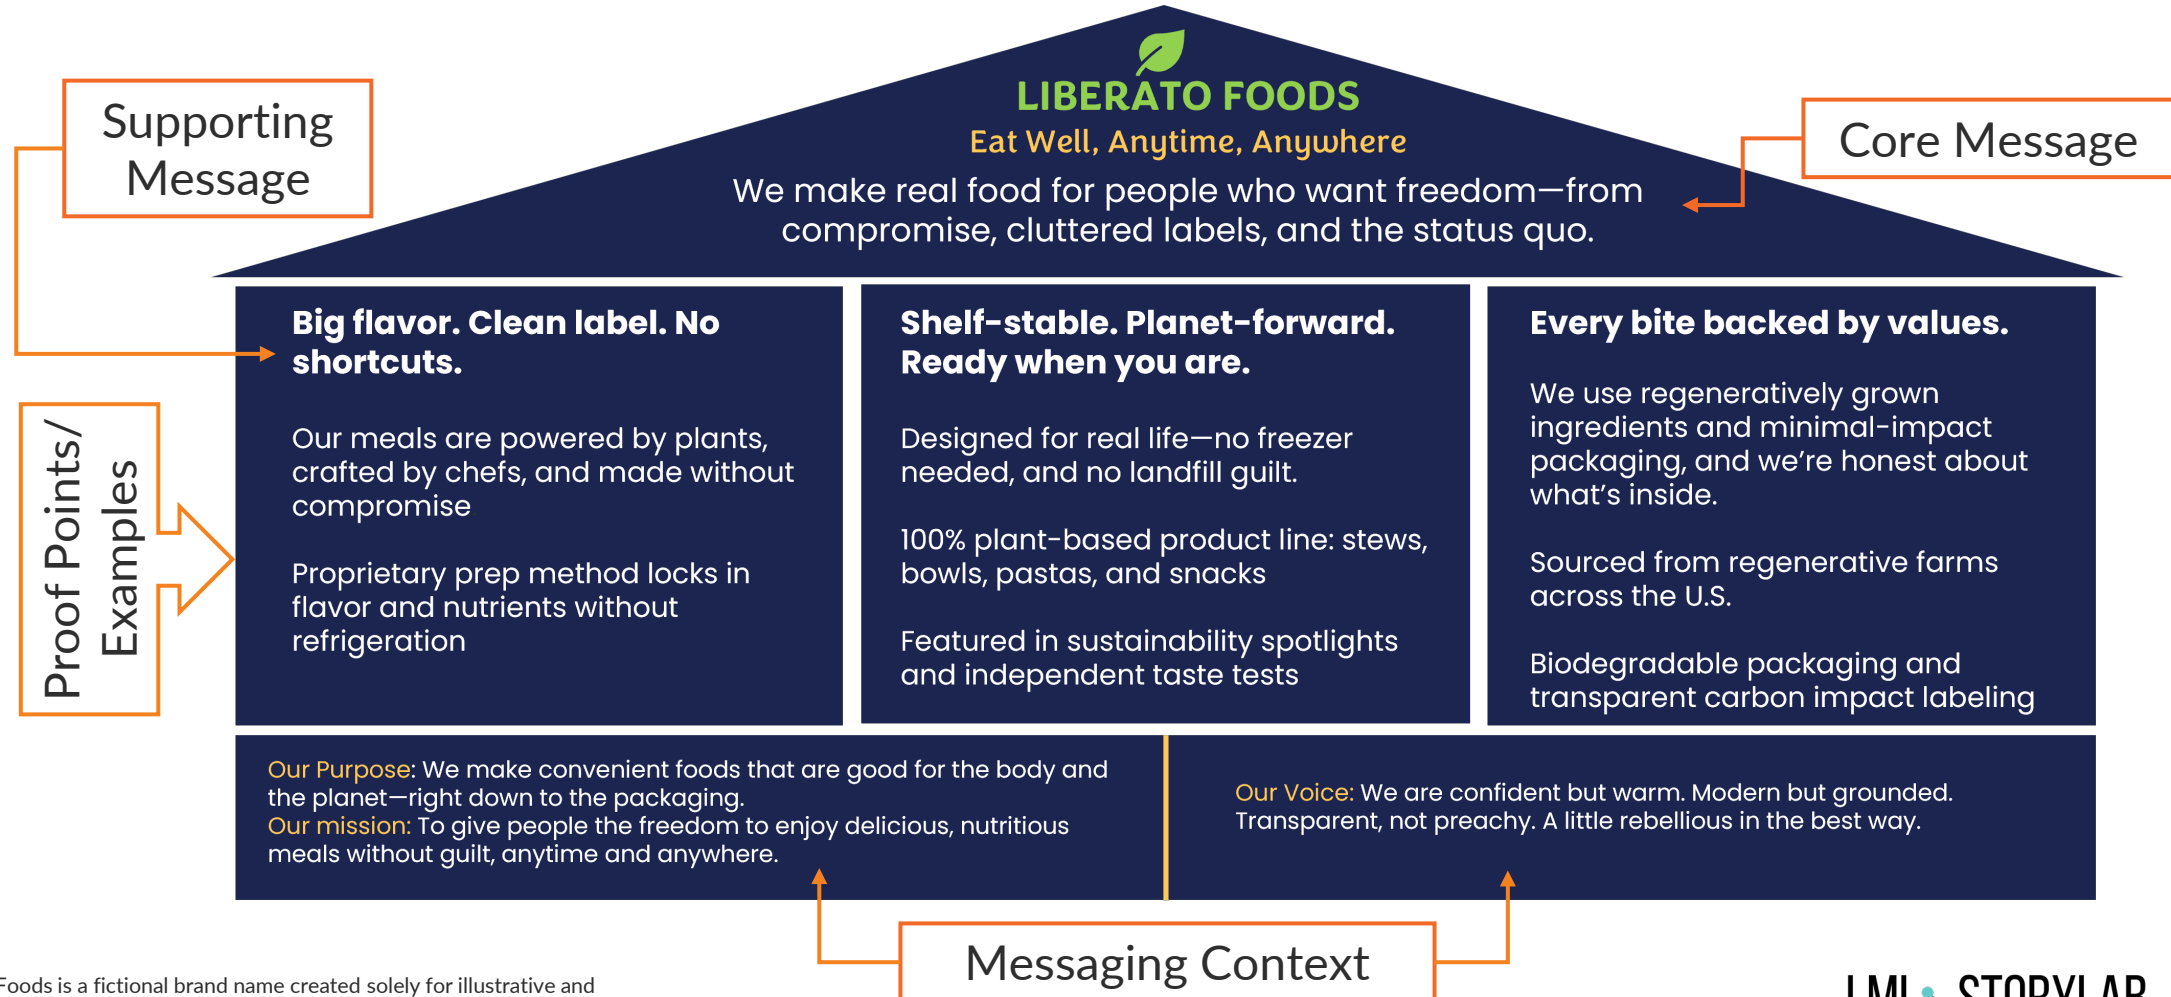 LIBERATO FOODS
Eat Well, Anytime, Anywhere
We make real food for people who want freedom—from
compromise, cluttered labels, and the status quo.
Supporting
Message
Core Message
Big flavor. Clean label. No
shortcuts.
Our meals are powered by plants,
crafted by chefs, and made without
compromise
Proprietary prep method locks in
flavor and nutrients without
refrigeration
Shelf-stable. Planet-forward.
Ready when you are.
Designed for real life—no freezer
needed, and no landfill guilt.
100% plant-based product line: stews,
bowls, pastas, and snacks
Featured in sustainability spotlights
and independent taste tests
Every bite backed by values.
We use regeneratively grown
ingredients and minimal-impact
packaging, and we’re honest about
what’s inside.
Sourced from regenerative farms
across the U.S.
Biodegradable packaging and
transparent carbon impact labeling
Proof Points/
Examples
Our Purpose: We make convenient foods that are good for the body and
the planet—right down to the packaging.
Our mission: To give people the freedom to enjoy delicious, nutritious
meals without guilt, anytime and anywhere.
Our Voice: We are confident but warm. Modern but grounded.
Transparent, not preachy. A little rebellious in the best way.
Messaging Context
Foods is a fictional brand name created solely for illustrative and
LMI STORYLAB